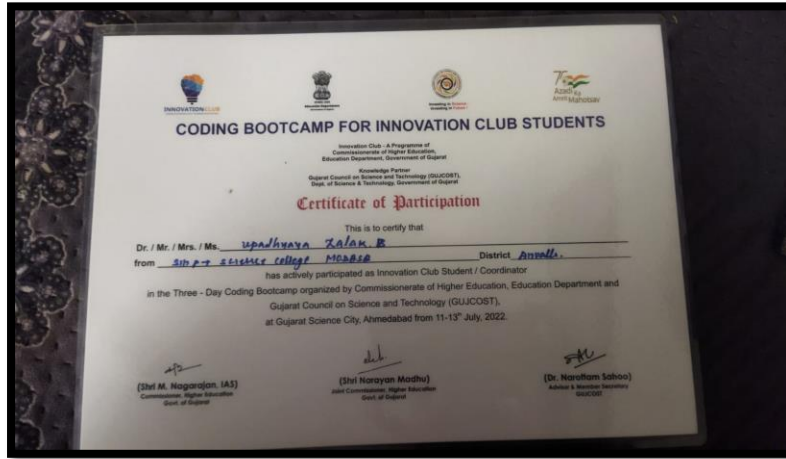 INNOVATION CLUB
Azadi Ka
Amrit Mahotsav
CODING BOOTCAMP FOR INNOVATION CLUB STUDENTS
Innovation Club - A Programme of
Commissionerate of Higher Education,
Education Department, Government of Gujarat
Knowledge Partner
Gujarat Council on Science and Technology (GUJCOST),
Dept. of Science & Technology, Government of Gujarat
Certificate of Participation
This is to certify that
Dr. / Mr. / Mrs. / Ms. Upadhyaya Zalak. B
from science college MODASA District Arvalli.
has actively participated as Innovation Club Student / Coordinator
in the Three - Day Coding Bootcamp organized by Commissionerate of Higher Education, Education Department and
Gujarat Council on Science and Technology (GUJCOST),
at Gujarat Science City, Ahmedabad from 11-13th July, 2022.
(Shri M. Nagarajan, IAS)
Commissioner, Higher Education
Govt. of Gujarat
(Shri Narayan Madhu)
Joint Commissioner, Higher Education
Govt. of Gujarat
(Dr. Narottam Sahoo)
Advisor & Member Secretary
GUJCOST